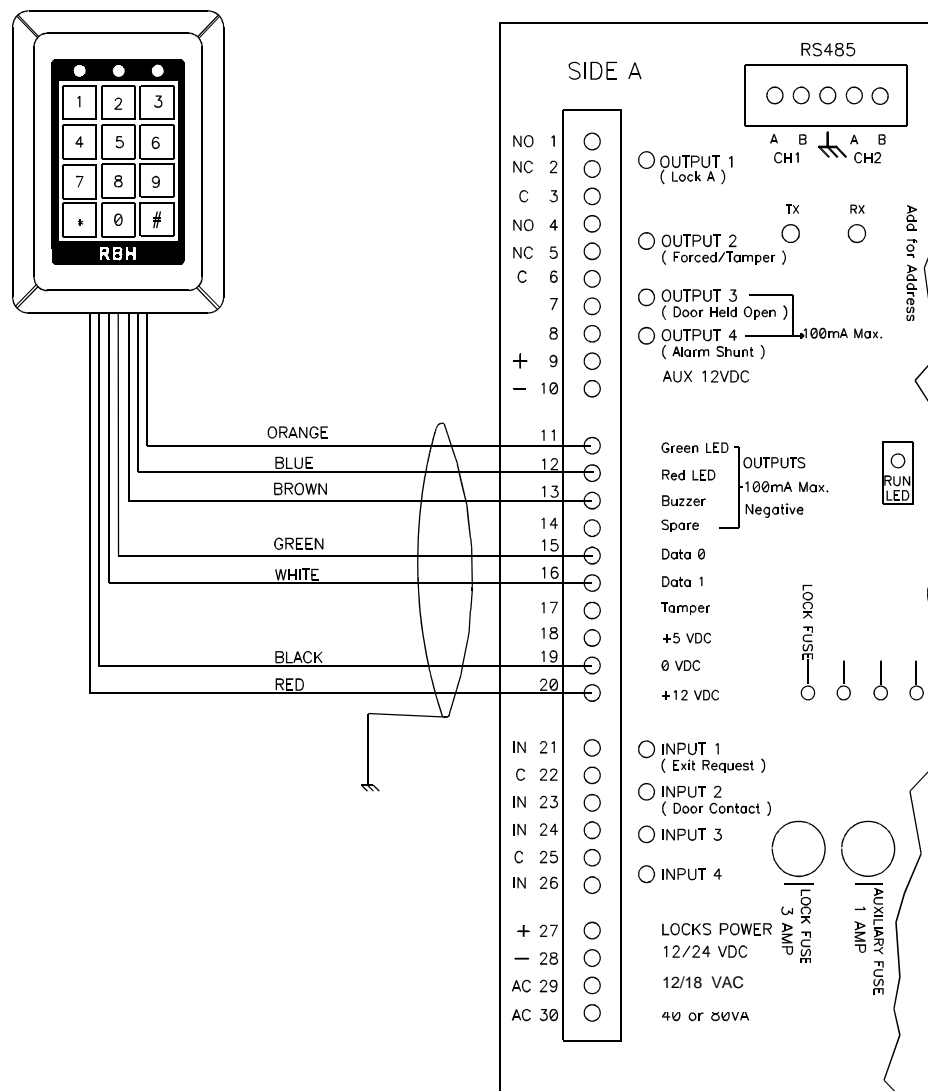 1 2 3
4 5 6
7 8 9
* 0 #
RBH
ORANGE
BLUE
BROWN
GREEN
WHITE
BLACK
RED
SIDE A
RS485
A B A B
CH1 CH2
NO 1
NC 2
C 3
NO 4
NC 5
C 6
7
8
+ 9
− 10
11
12
13
14
15
16
17
18
19
20
IN 21
C 22
IN 23
IN 24
C 25
IN 26
+ 27
− 28
AC 29
AC 30
OUTPUT 1
( Lock A )
OUTPUT 2
( Forced/Tamper )
OUTPUT 3
( Door Held Open )
OUTPUT 4
( Alarm Shunt )
100mA Max.
AUX 12VDC
Tx Rx
Add for Address
Green LED
Red LED
Buzzer
Spare
OUTPUTS
100mA Max.
Negative
RUN
LED
Data 0
Data 1
Tamper
+5 VDC
0 VDC
+12 VDC
LOCK FUSE
INPUT 1
( Exit Request )
INPUT 2
( Door Contact )
INPUT 3
INPUT 4
LOCK FUSE
3 AMP
AUXILIARY FUSE
1 AMP
LOCKS POWER
12/24 VDC
12/18 VAC
40 or 80VA